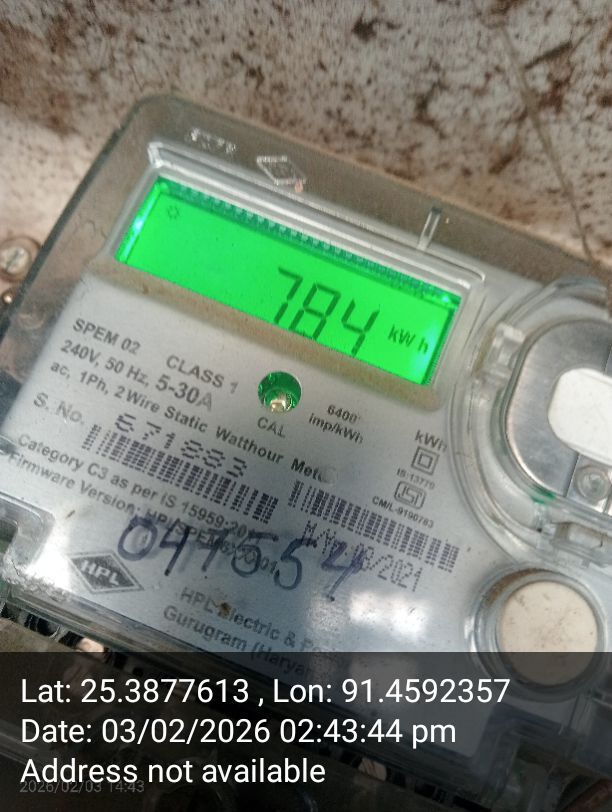 784 kWh
SPEM 02 CLASS 1
240V, 50 Hz, 5-30A
ac, 1Ph, 2 Wire Static Watthour
CAL
6400
imp/kWh
kWh
IS:13779
CM/L-9190783
S. No. 671883
Category C3 as per IS 15959:
Firmware Version:
/2021
HPL
HPL Electric &
Gurugram
Lat: 25.3877613 , Lon: 91.4592357
Date: 03/02/2026 02:43:44 pm
Address not available
2026/02/03 14:43